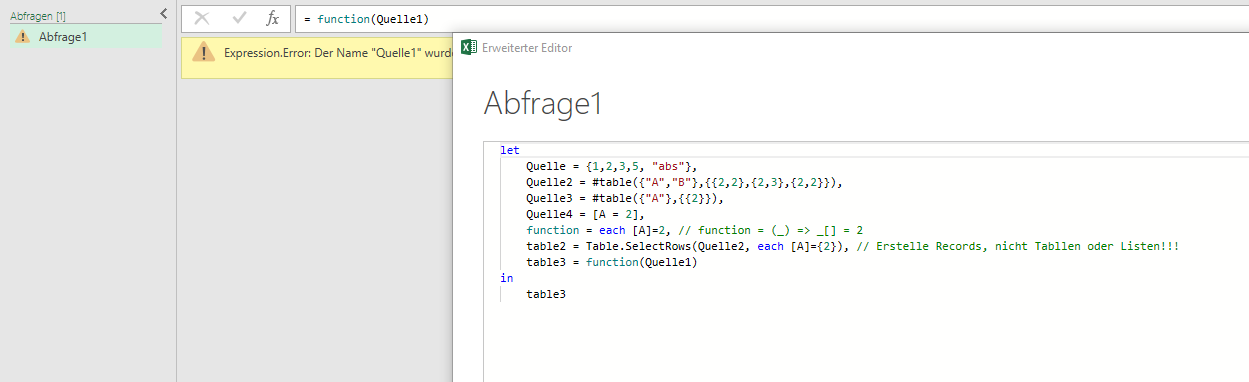 Abfragen [1]
Abfrage1
fx
= function(Quelle1)
Expression.Error: Der Name "Quelle1"
Erweiterter Editor
Abfrage1
let
Quelle = {1,2,3,5, "abs"},
Quelle2 = #table({"A","B"},{{2,2},{2,3},{2,2}}),
Quelle3 = #table({"A"},{{2}}),
Quelle4 = [A = 2],
function = each [A]=2, // function = (_) => _[] = 2
table2 = Table.SelectRows(Quelle2, each [A]={2}), // Erstelle Records, nicht Tabllen oder Listen!!!
table3 = function(Quelle1)
in
table3